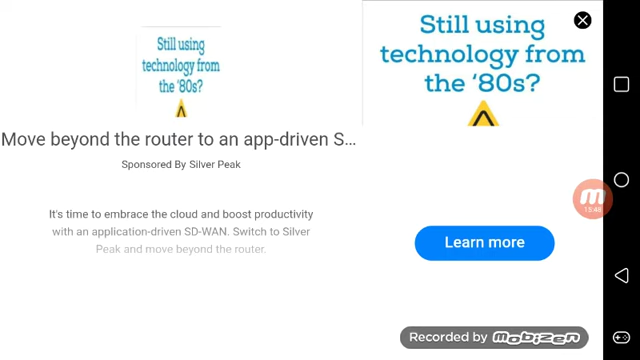 Still using
technology from
the ‘80s?
Move beyond the router to an app-driven S...
Sponsored By Silver Peak
It's time to embrace the cloud and boost productivity
with an application-driven SD-WAN. Switch to Silver
Peak and move beyond the router.
Still using
technology from
the ‘80s?
Learn more
15:48
Recorded by mobizen